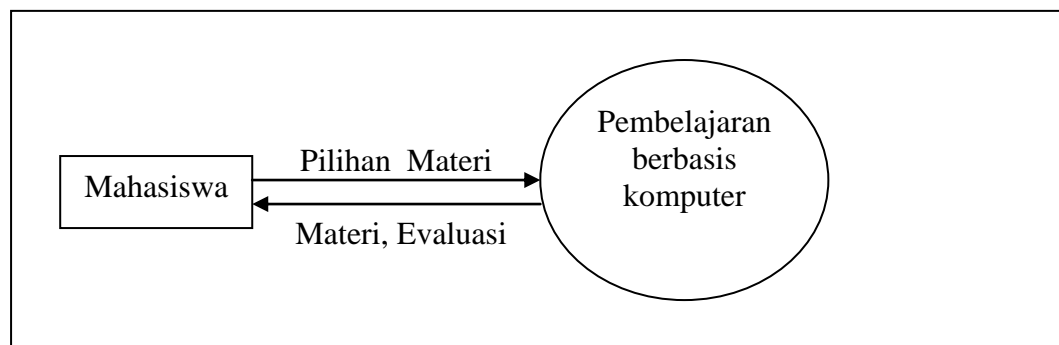 Mahasiswa
Pilihan Materi
Materi, Evaluasi
Pembelajaran
berbasis
komputer